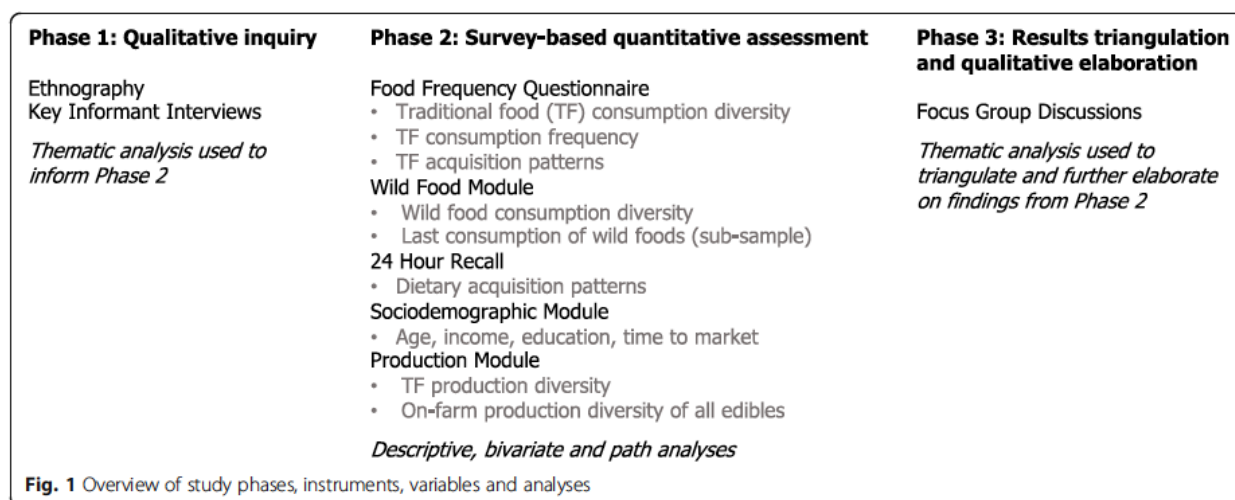 Phase 1: Qualitative inquiry
Ethnography
Key Informant Interviews
Thematic analysis used to
inform Phase 2
Phase 2: Survey-based quantitative assessment
Food Frequency Questionnaire
• Traditional food (TF) consumption diversity
• TF consumption frequency
• TF acquisition patterns
Wild Food Module
• Wild food consumption diversity
• Last consumption of wild foods (sub-sample)
24 Hour Recall
• Dietary acquisition patterns
Sociodemographic Module
• Age, income, education, time to market
Production Module
• TF production diversity
• On-farm production diversity of all edibles
Descriptive, bivariate and path analyses
Phase 3: Results triangulation
and qualitative elaboration
Focus Group Discussions
Thematic analysis used to
triangulate and further elaborate
on findings from Phase 2
Fig. 1 Overview of study phases, instruments, variables and analyses